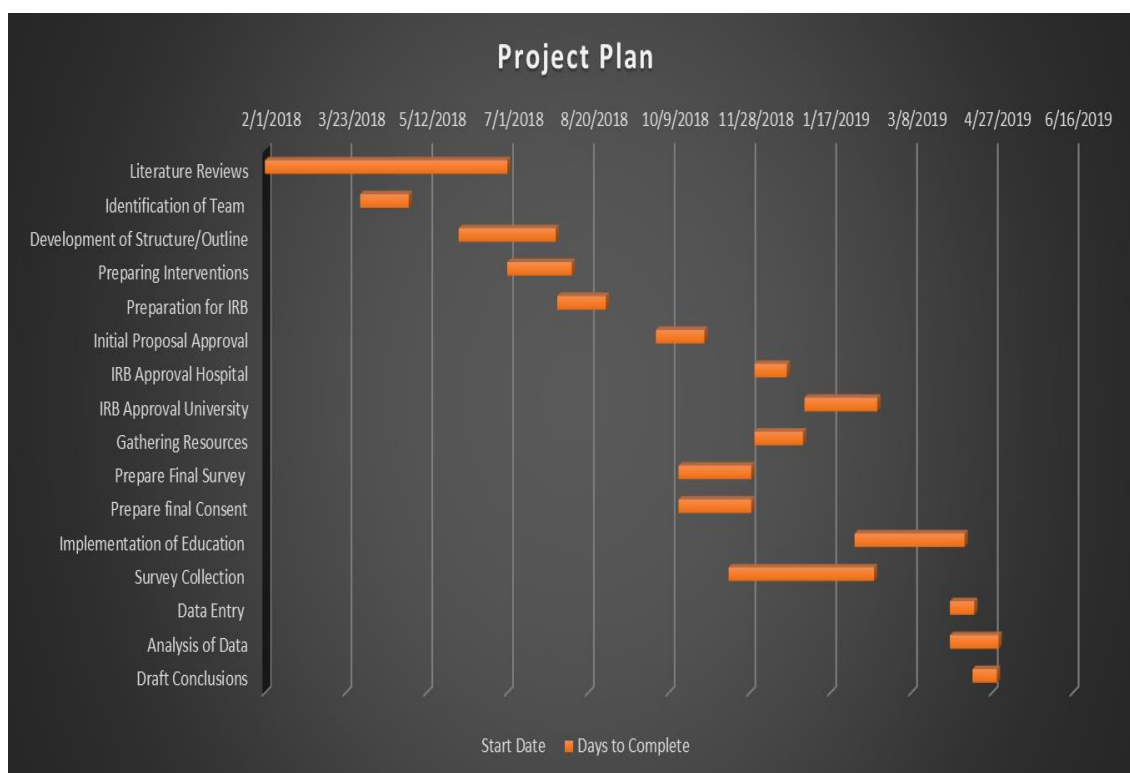 Project Plan
2/1/2018 3/23/2018 5/12/2018 7/1/2018 8/20/2018 10/9/2018 11/28/2018 1/17/2019 3/8/2019 4/27/2019 6/16/2019
Literature Reviews
Identification of Team
Development of Structure/Outline
Preparing Interventions
Preparation for IRB
Initial Proposal Approval
IRB Approval Hospital
IRB Approval University
Gathering Resources
Prepare Final Survey
Prepare final Consent
Implementation of Education
Survey Collection
Data Entry
Analysis of Data
Draft Conclusions
Start Date Days to Complete